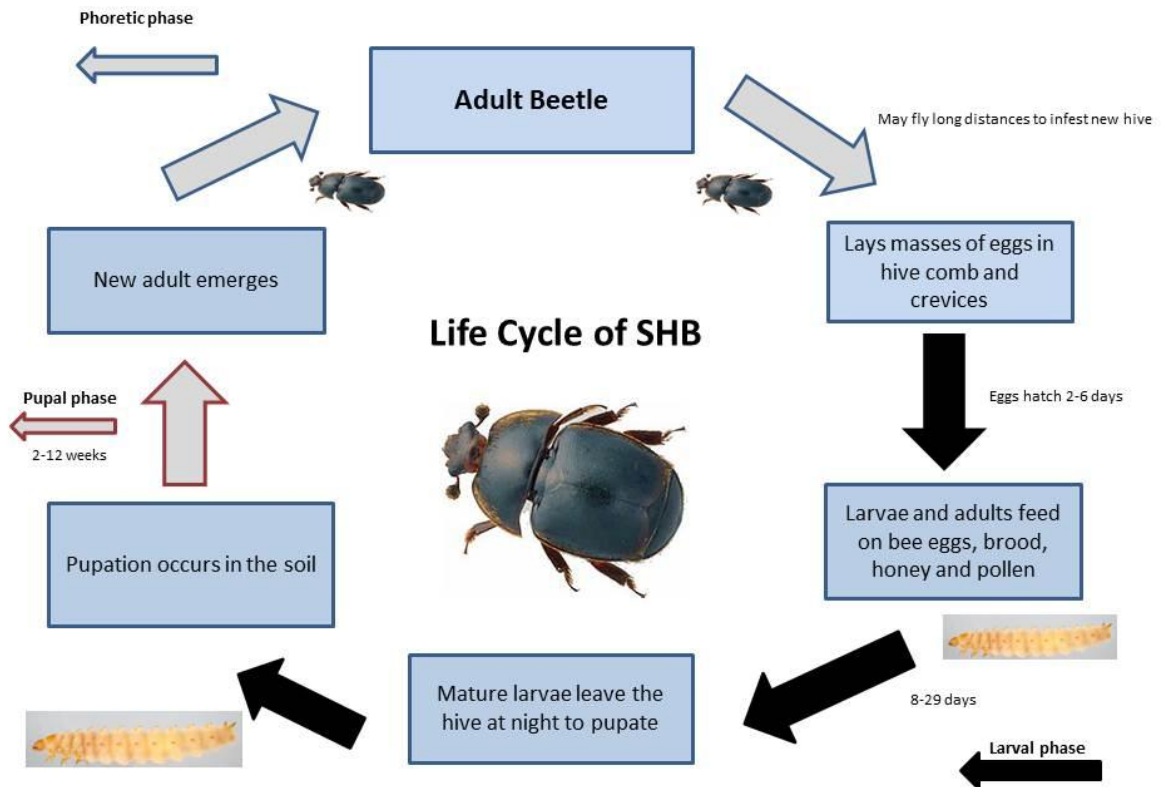 Phoretic phase
Adult Beetle
May fly long distances to infest new hive
Lays masses of eggs in
hive comb and
crevices
New adult emerges
Life Cycle of SHB
Eggs hatch 2-6 days
Pupal phase
2-12 weeks
Larvae and adults feed
on bee eggs, brood,
honey and pollen
Pupation occurs in the soil
Mature larvae leave the
hive at night to pupate
8-29 days
Larval phase